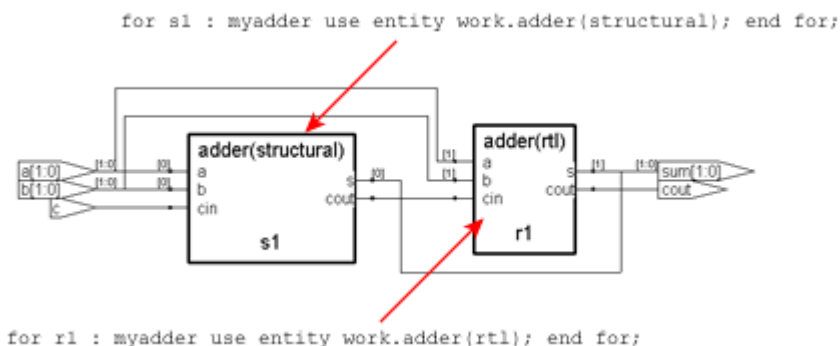 for s1 : myadder use entity work.adder(structural); end for;
adder(structural)
adder(rtl)
a[1:0]
[1:0]
[0]
a
b[1:0]
[1:0]
[0]
b
c
cin
s
[0]
cout
s1
[1]
a
[1]
b
cin
s
[1]
[1:0]
sum[1:0]
cout
cout
r1
for r1 : myadder use entity work.adder(rtl); end for;